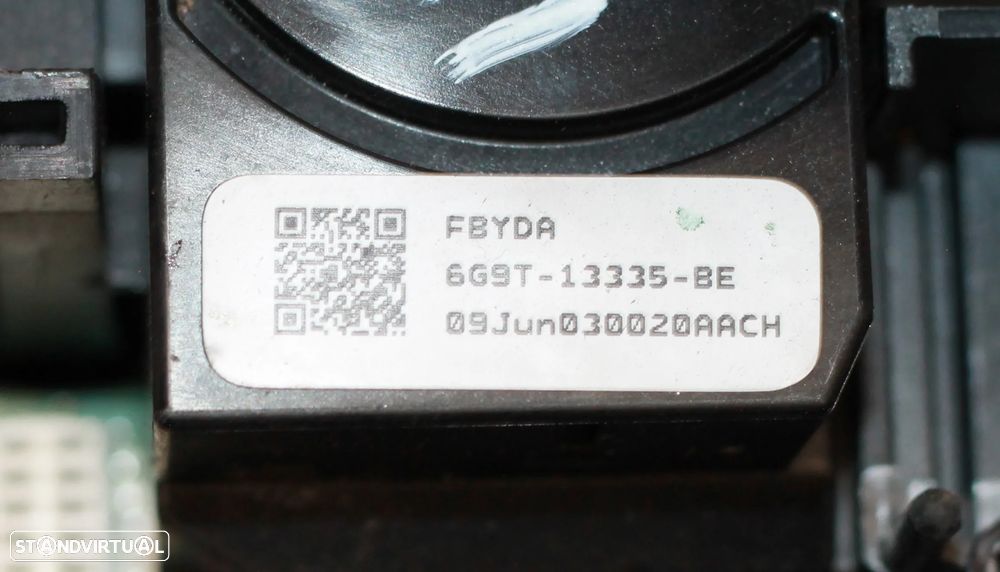 FBYDA
6G9T-13335-BE
09Jun030020AACH
STANDVIRTUAL